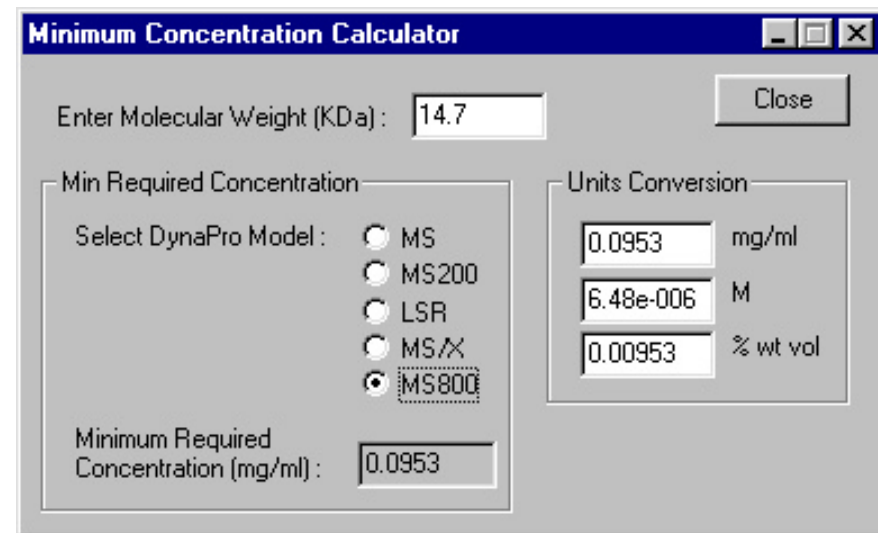 Minimum Concentration Calculator
Enter Molecular Weight (KDa) : 14.7
Close
Min Required Concentration
Select DynaPro Model :
MS
MS200
LSR
MS/X
MS800
Minimum Required
Concentration (mg/ml) : 0.0953
Units Conversion
0.0953 mg/ml
6.48e-006 M
0.00953 % wt vol